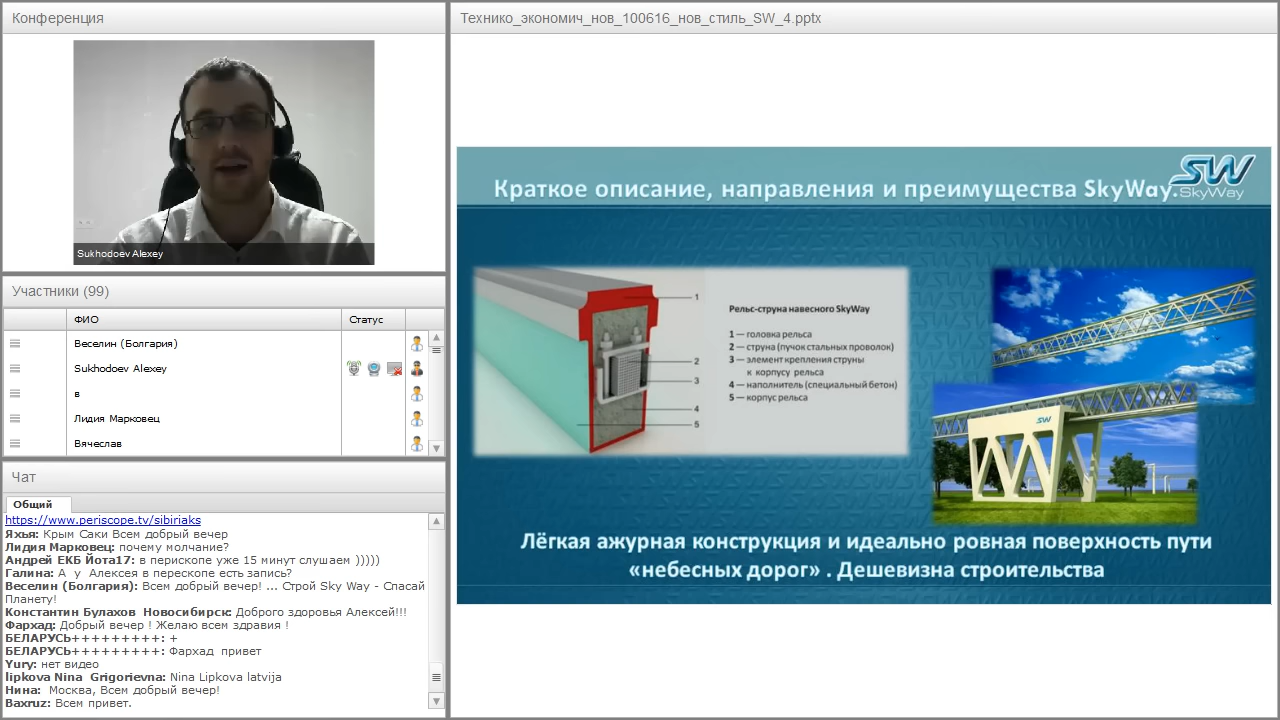 Конференция
Sukhodoev Alexey
Участники (99)
ФИО
Статус
Веселин (Болгария)
Sukhodoev Alexey
в
Лидия Марковец
Вячеслав
Чат
Общий
https://www.periscope.tv/sibiriaks
Яхья: Крым Саки Всем добрый вечер
Лидия Марковец: почему молчание?
Андрей ЕКБ Йота17: в перископе уже 15 минут слушаем )))))
Галина: А у Алексея в перескопе есть запись?
Веселин (Болгария): Всем добрый вечер! ... Строй Sky Way - Спасай
Планету!
Константин Булахов Новосибирск: Доброго здоровья Алексей!!!
Фархад: Добрый вечер ! Желаю всем здравия !
БЕЛАРУСЬ+++++++++: +
БЕЛАРУСЬ+++++++++: Фархад привет
Yury: нет видео
lipkova Nina Grigorievna: Nina Lipkova latvija
Нина: Москва, Всем добрый вечер!
Baxruz: Всем привет.
Технико_экономич_нов_100616_нов_стиль_SW_4.pptx
Краткое описание, направления и преимущества SkyWay.
SW
SkyWay
1
2
3
4
5
Рельс-струна навесного SkyWay
1 — головка рельса
2 — струна (пучок стальных проволок)
3 — элемент крепления струны
к корпусу рельса
4 — наполнитель (специальный бетон)
5 — корпус рельса
SW
Лёгкая ажурная конструкция и идеально ровная поверхность пути
«небесных дорог» . Дешевизна строительства